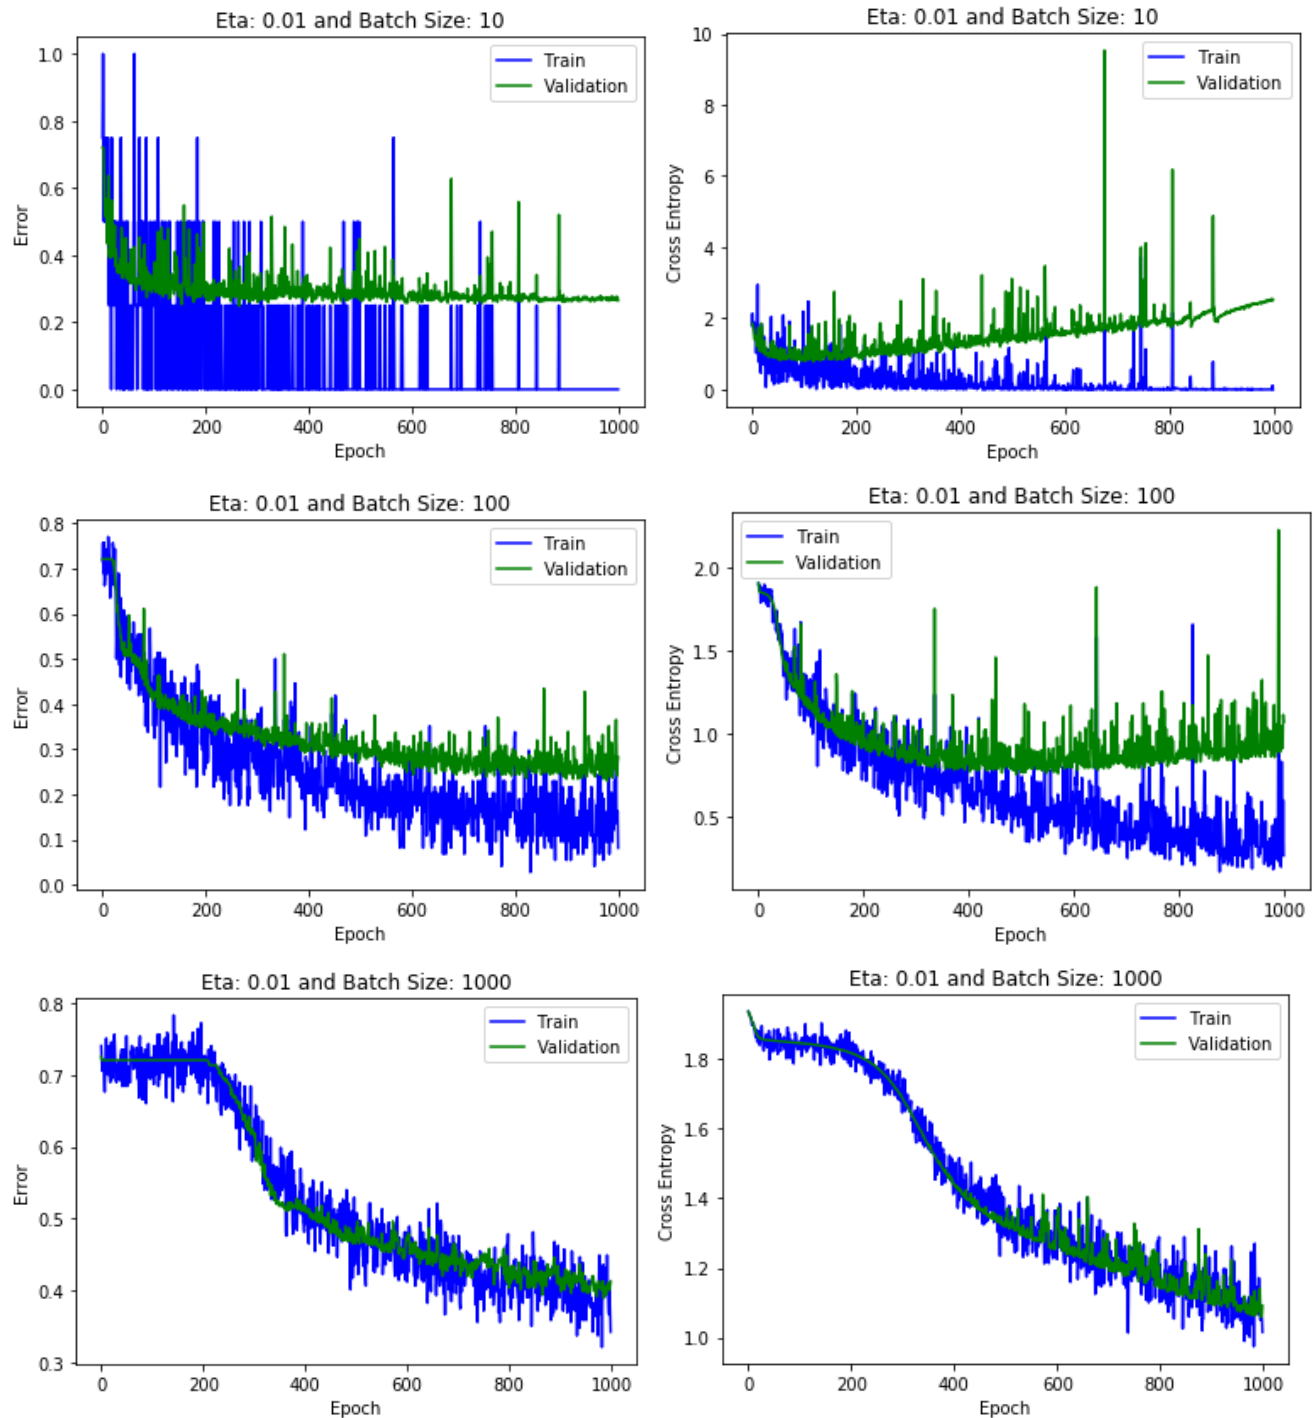 Eta: 0.01 and Batch Size: 10
1.0
0.8
0.6
0.4
0.2
0.0
Error
Train
Validation
0 200 400 600 800 1000
Epoch
Eta: 0.01 and Batch Size: 10
10
8
6
4
2
0
Cross Entropy
Train
Validation
0 200 400 600 800 1000
Epoch
Eta: 0.01 and Batch Size: 100
0.8
0.7
0.6
0.5
0.4
0.3
0.2
0.1
0.0
Error
Train
Validation
0 200 400 600 800 1000
Epoch
Eta: 0.01 and Batch Size: 100
2.0
1.5
1.0
0.5
Cross Entropy
Train
Validation
0 200 400 600 800 1000
Epoch
Eta: 0.01 and Batch Size: 1000
0.8
0.7
0.6
0.5
0.4
0.3
Error
Train
Validation
0 200 400 600 800 1000
Epoch
Eta: 0.01 and Batch Size: 1000
1.8
1.6
1.4
1.2
1.0
Cross Entropy
Train
Validation
0 200 400 600 800 1000
Epoch